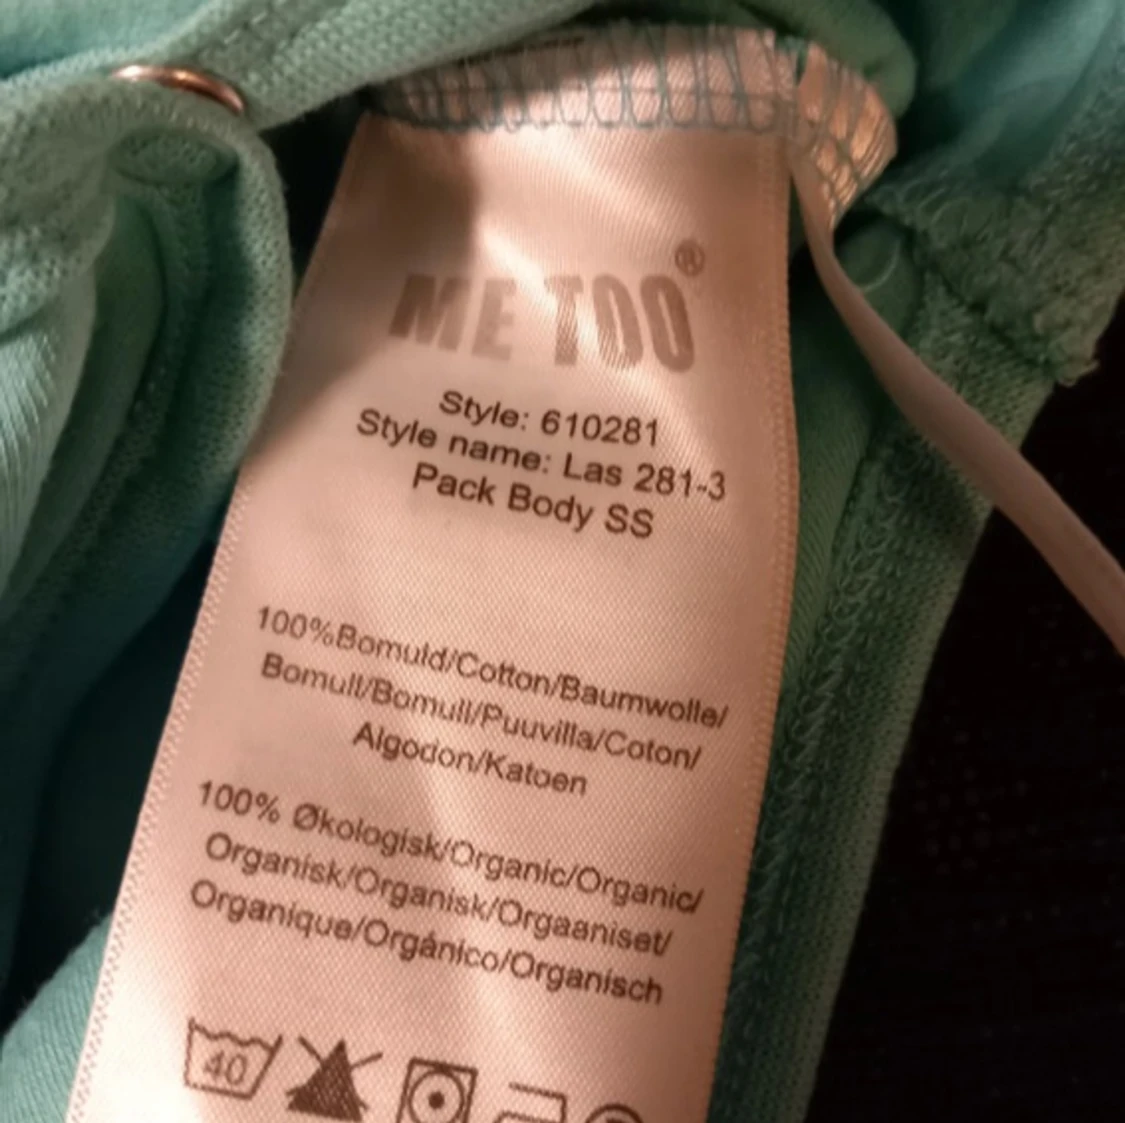 ME TOO®
Style: 610281
Style name: Las 281-3
Pack Body SS
100%Bomuld/Cotton/Baumwolle/
Bomull/Bomull/Puuvilla/Coton/
Algodon/Katoen
100% Økologisk/Organic/Organic/
Organisk/Organisk/Orgaaniset/
Organique/Orgánico/Organisch
40